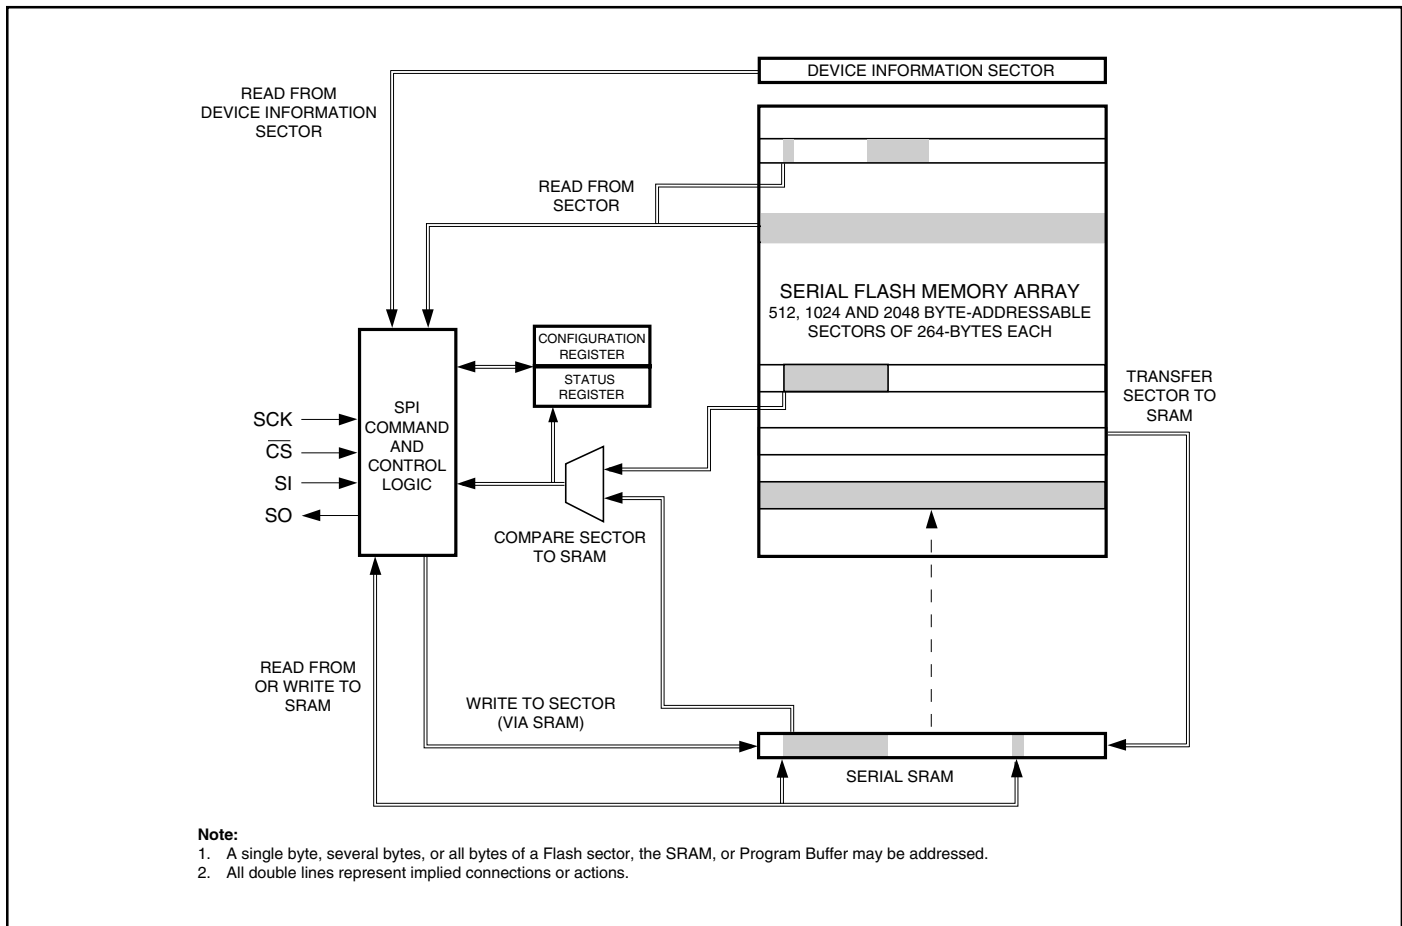 DEVICE INFORMATION SECTOR
READ FROM
DEVICE INFORMATION
SECTOR
READ FROM
SECTOR
SERIAL FLASH MEMORY ARRAY
512, 1024 AND 2048 BYTE-ADDRESSABLE
SECTORS OF 264-BYTES EACH
CONFIGURATION
REGISTER
STATUS
REGISTER
TRANSFER
SECTOR TO
SRAM
SPI
COMMAND
AND
CONTROL
LOGIC
SCK
C̅S̅
SI
SO
COMPARE SECTOR
TO SRAM
READ FROM
OR WRITE TO
SRAM
WRITE TO SECTOR
(VIA SRAM)
SERIAL SRAM
Note:
1. A single byte, several bytes, or all bytes of a Flash sector, the SRAM, or Program Buffer may be addressed.
2. All double lines represent implied connections or actions.